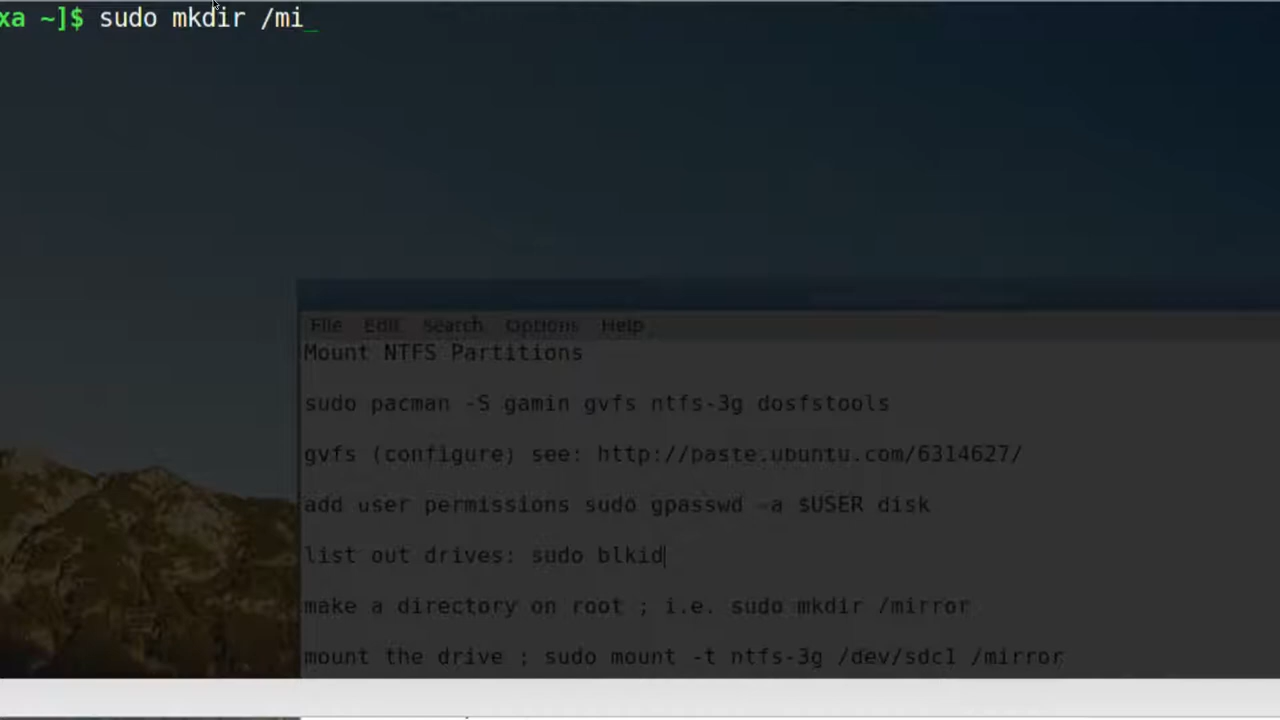 xa ~]$ sudo mkdir /mi_
File Edit Search Options Help
Mount NTFS Partitions
sudo pacman -S gamin gvfs ntfs-3g dosfstools
gvfs (configure) see: http://paste.ubuntu.com/6314627/
add user permissions sudo gpasswd -a $USER disk
list out drives: sudo blkid
make a directory on root ; i.e. sudo mkdir /mirror
mount the drive ; sudo mount -t ntfs-3g /dev/sdc1 /mirror